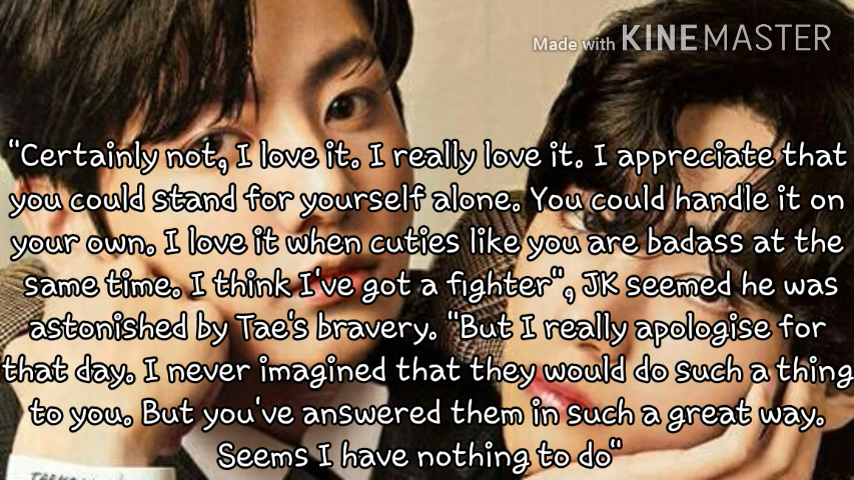 Made with KINEMASTER
"Certainly not, I love it. I really love it. I appreciate that
you could stand for yourself alone. You could handle it on
your own. I love it when cuties like you are badass at the
same time. I think I've got a fighter", JK seemed he was
astonished by Tae's bravery. "But I really apologise for
that day. I never imagined that they would do such a thing
to you. But you've answered them in such a great way.
Seems I have nothing to do"